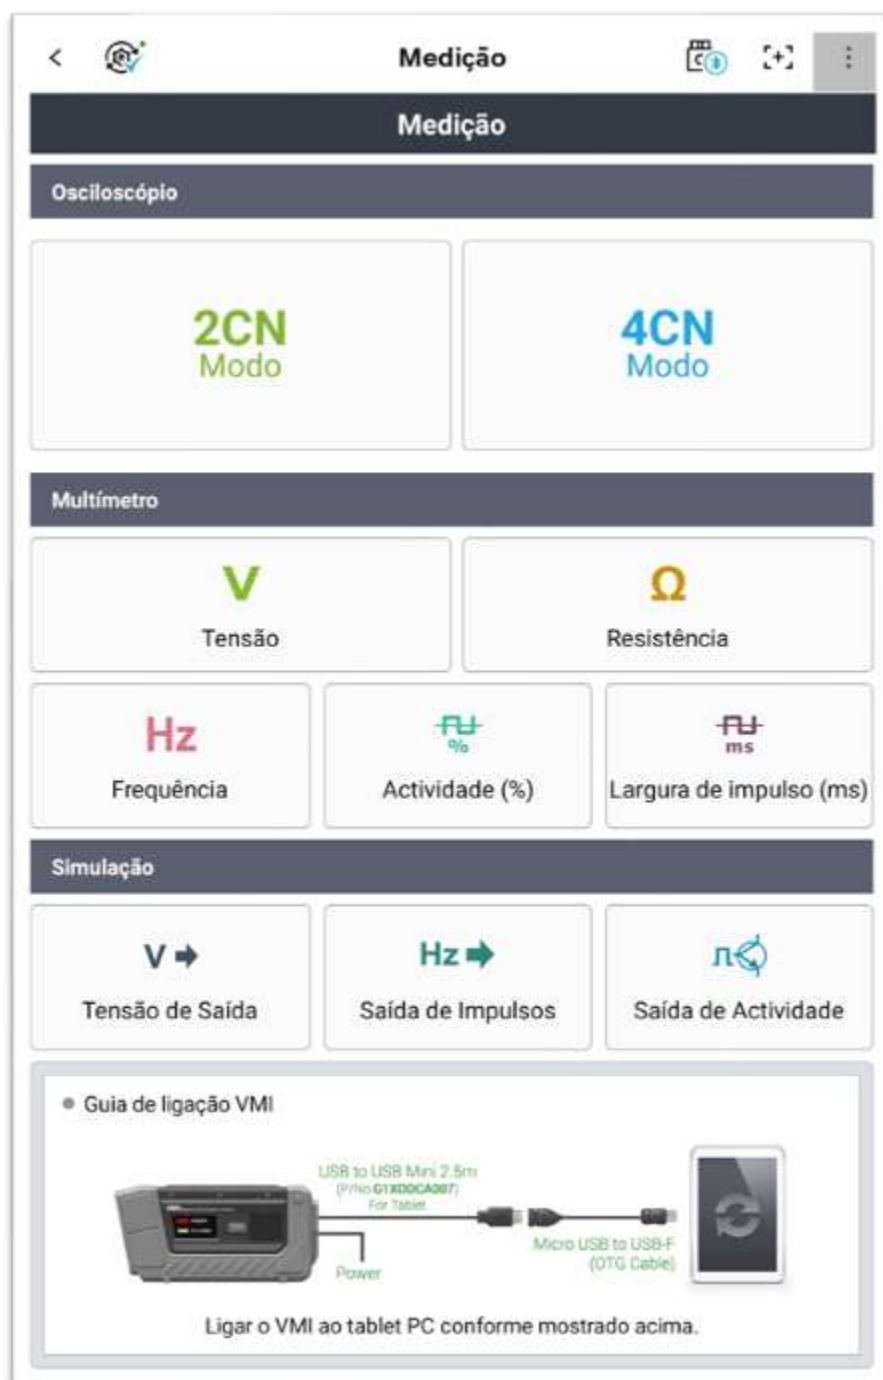 Medição
Medição
Osciloscópio
2CN
Modo
4CN
Modo
Multímetro
V
Tensão
Ω
Resistência
Hz
Frequência
%
Actividade (%)
ms
Largura de impulso (ms)
Simulação
V
Tensão de Saída
Hz
Saída de Impulsos
Saída de Actividade
Guia de ligação VMI
USB to USB Mini 2.5m
(P/No.G1XDDCA007)
For Tablet
Power
Micro USB to USB-F
(OTG Cable)
Ligar o VMI ao tablet PC conforme mostrado acima.